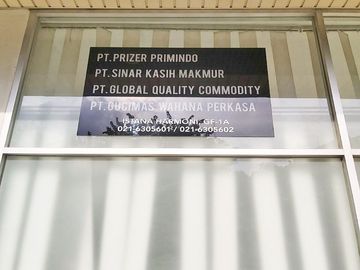 PT.PRIZER PRIMINDO
PT.SINAR KASIH MAKMUR
PT.GLOBAL QUALITY COMMODITY
PT.GUCIMAS WAHANA PERKASA
ISTANA HARMONI, GF-1A
021-6305601 / 021-6305602